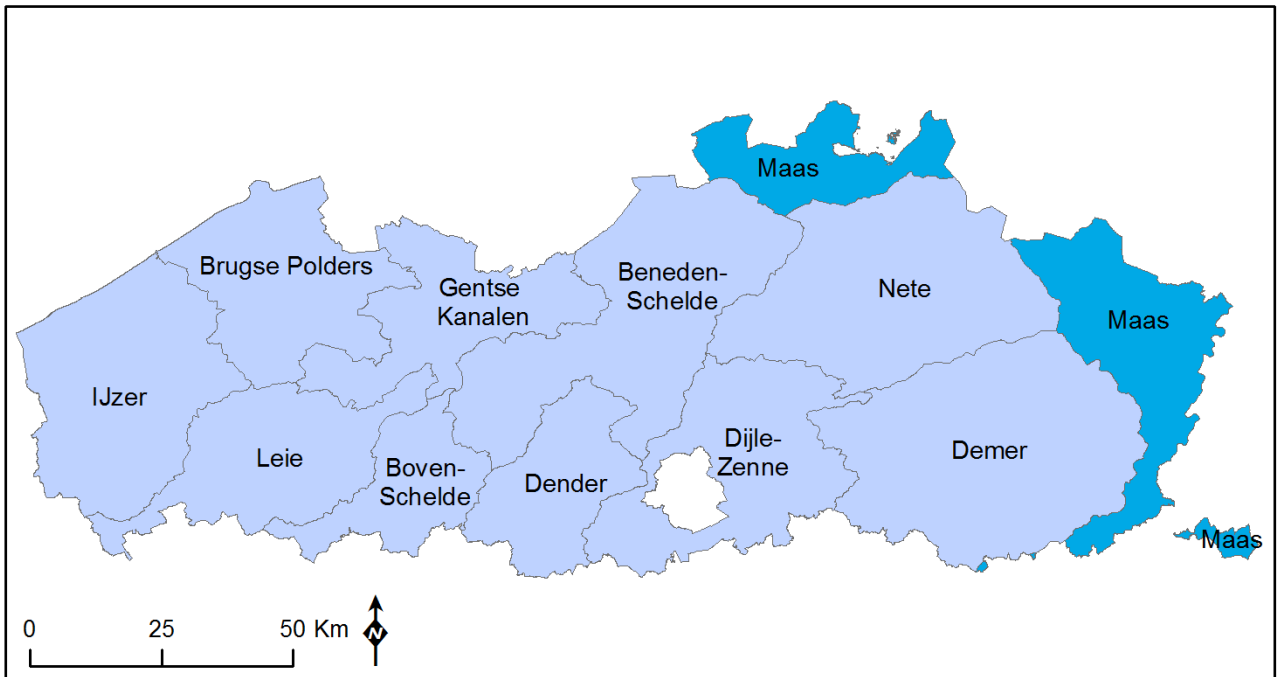 Maas
Brugse Polders
Gentse
Kanalen
Beneden-
Schelde
Nete
Maas
IJzer
Leie
Boven-
Schelde
Dender
Dijle-
Zenne
Demer
Maas
0 25 50 Km
N